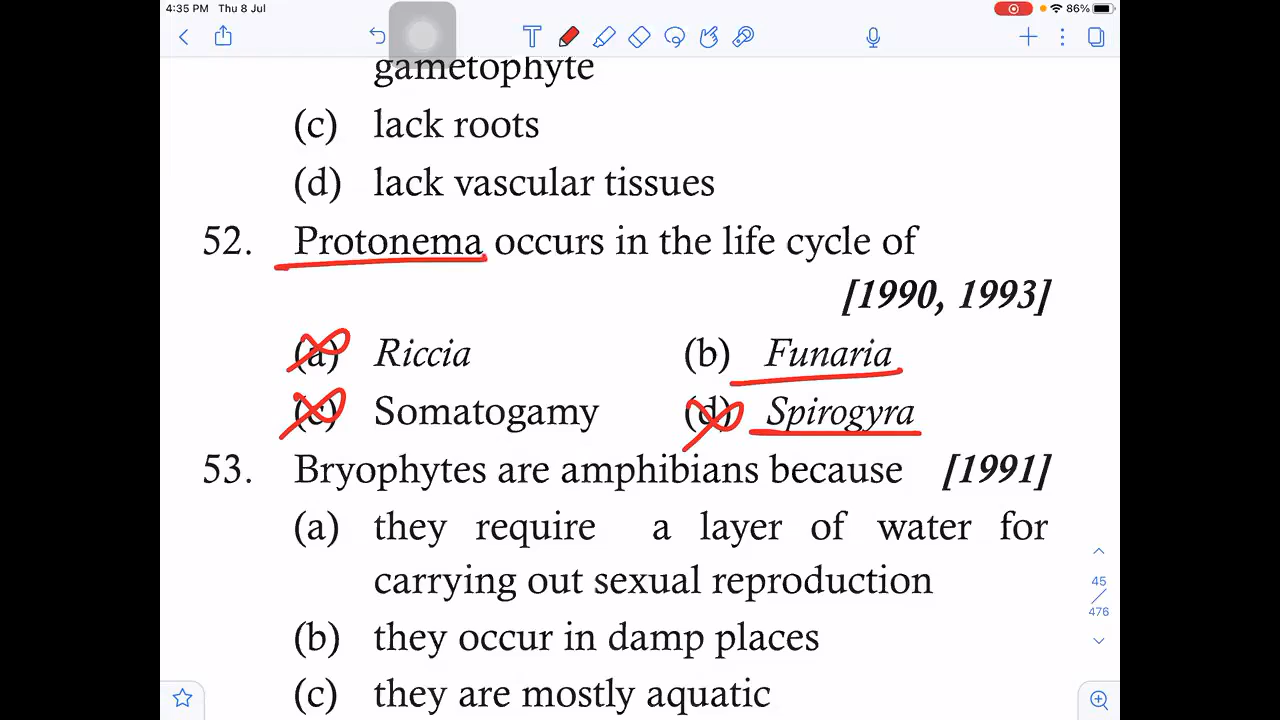 4:35 PM Thu 8 Jul 86%
T
gametophyte
(c) lack roots
(d) lack vascular tissues
52. Protonema occurs in the life cycle of
[1990, 1993]
(a) Riccia (b) Funaria
(c) Somatogamy (d) Spirogyra
53. Bryophytes are amphibians because [1991]
(a) they require a layer of water for
carrying out sexual reproduction
45
476
(b) they occur in damp places
(c) they are mostly aquatic